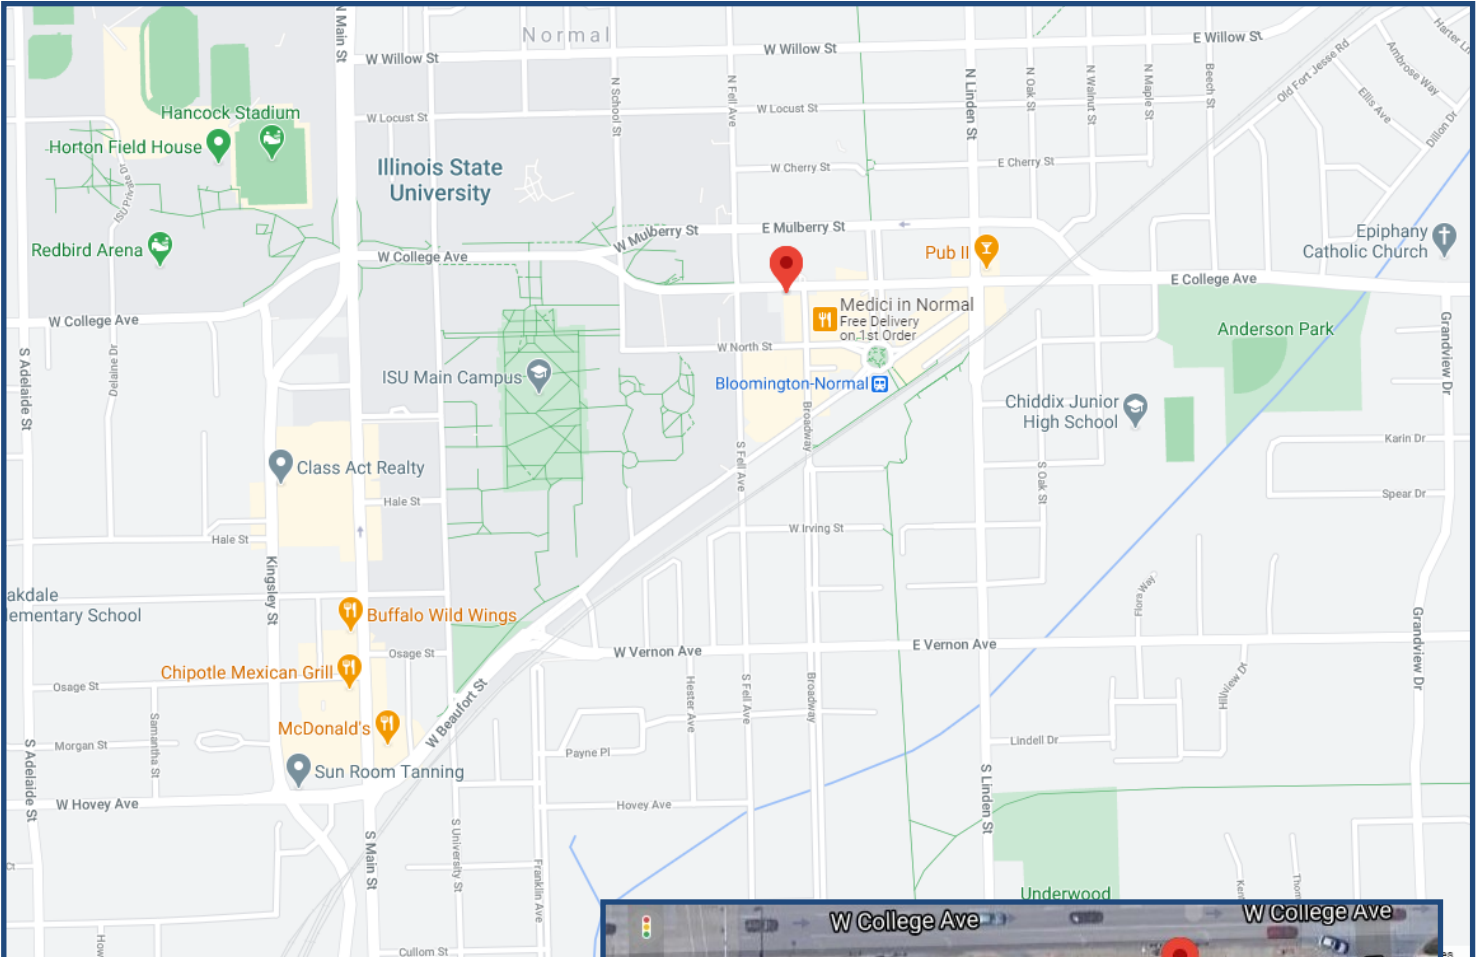 N Main St
Normal
W Willow St
W Willow St
E Willow St
Harter Ln
Ambrose Way
Old Fort Jesse Rd
Ellis Ave
Dillon Dr
N School St
N Fell Ave
N Linden St
N Oak St
N Walnut St
N Maple St
Beech St
W Locust St
W Locust St
Hancock Stadium
Horton Field House
ISU Private Dr
Illinois State
University
W Cherry St
E Cherry St
Redbird Arena
W Mulberry St
E Mulberry St
Pub II
Epiphany
Catholic Church
W College Ave
E College Ave
W College Ave
Medici in Normal
Free Delivery
on 1st Order
Anderson Park
Grandview Dr
S Adelaide St
Delaine Dr
W North St
ISU Main Campus
Bloomington-Normal
Chiddix Junior
High School
Broadway
Karin Dr
Class Act Realty
S Fell Ave
S Oak St
Spear Dr
Hale St
W Irving St
Hale St
Kingsley St
akdale
lementary School
Buffalo Wild Wings
Flora Way
Grandview Dr
Osage St
W Vernon Ave
E Vernon Ave
Chipotle Mexican Grill
Osage St
Hester Ave
S Fell Ave
Broadway
Hillview Dr
W Beaufort St
Samantha St
McDonald's
Morgan St
Payne Pl
Lindell Dr
S Adelaide St
Sun Room Tanning
W Hovey Ave
Hovey Ave
S Linden St
S Main St
S University St
Franklin Ave
Ct
Underwood
W College Ave
W College Ave
Cullom St